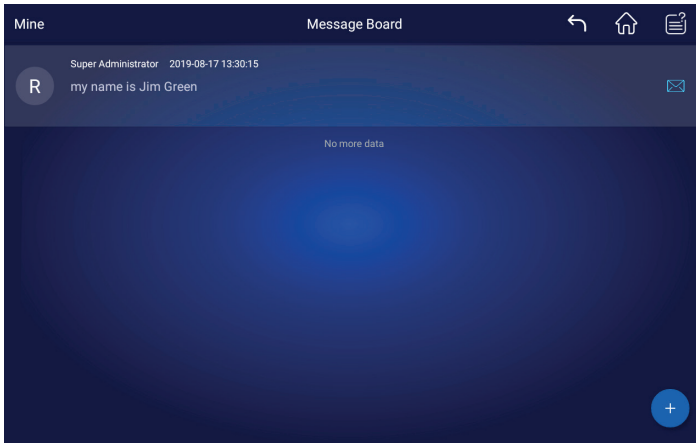 Mine
Message Board
Super Administrator 2019-08-17 13:30:15
R
my name is Jim Green
No more data
+